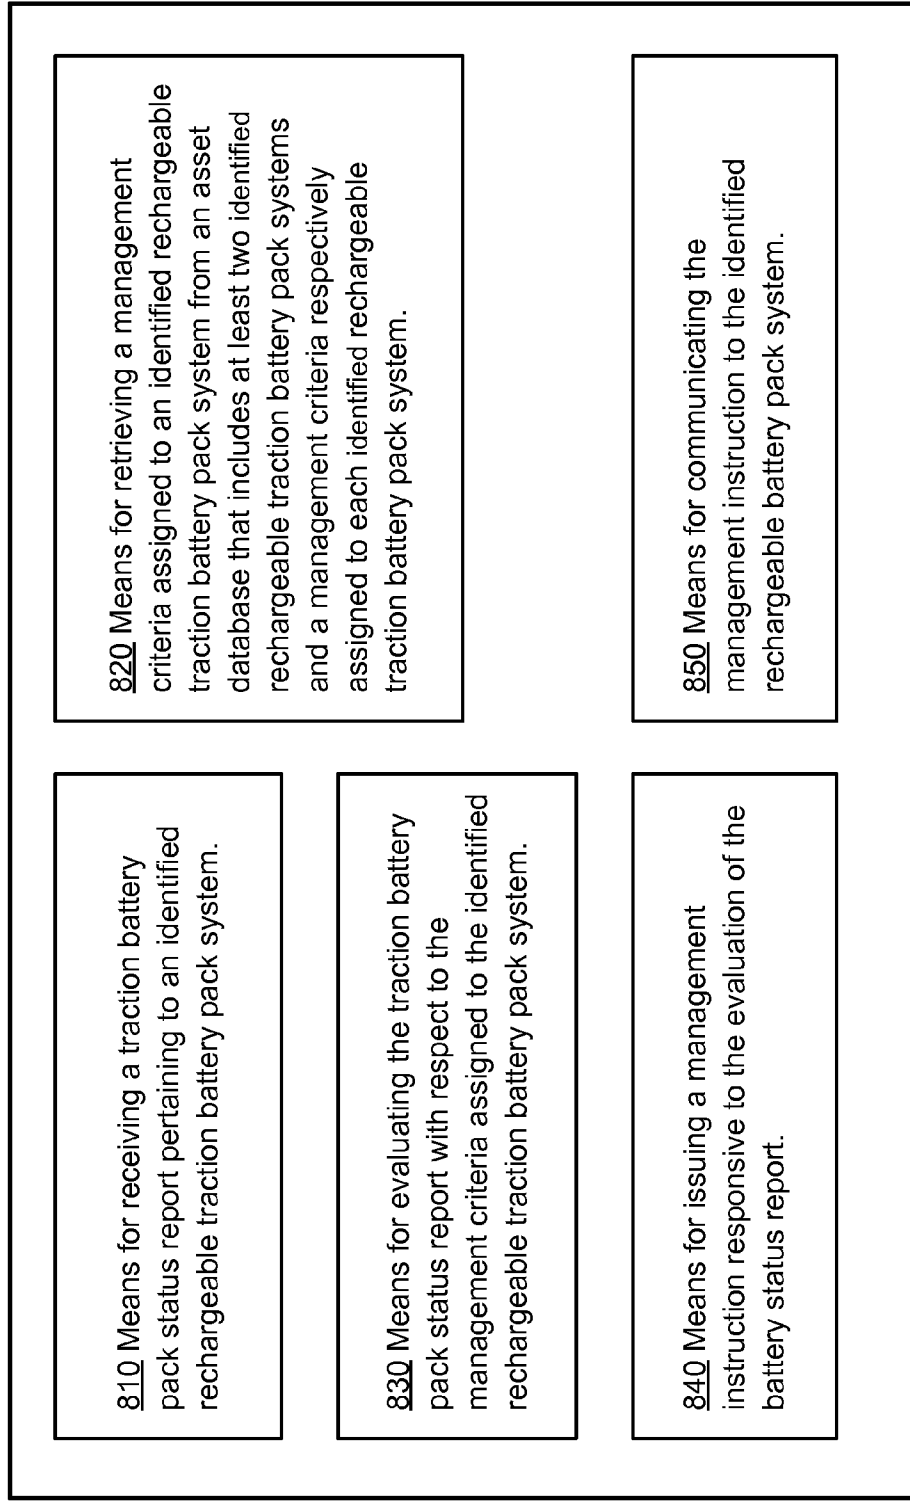 810 Means for receiving a traction battery
pack status report pertaining to an identified
rechargeable traction battery pack system.
820 Means for retrieving a management
criteria assigned to an identified rechargeable
traction battery pack system from an asset
database that includes at least two identified
rechargeable traction battery pack systems
and a management criteria respectively
assigned to each identified rechargeable
traction battery pack system.
830 Means for evaluating the traction battery
pack status report with respect to the
management criteria assigned to the identified
rechargeable traction battery pack system.
840 Means for issuing a management
instruction responsive to the evaluation of the
battery status report.
850 Means for communicating the
management instruction to the identified
rechargeable battery pack system.